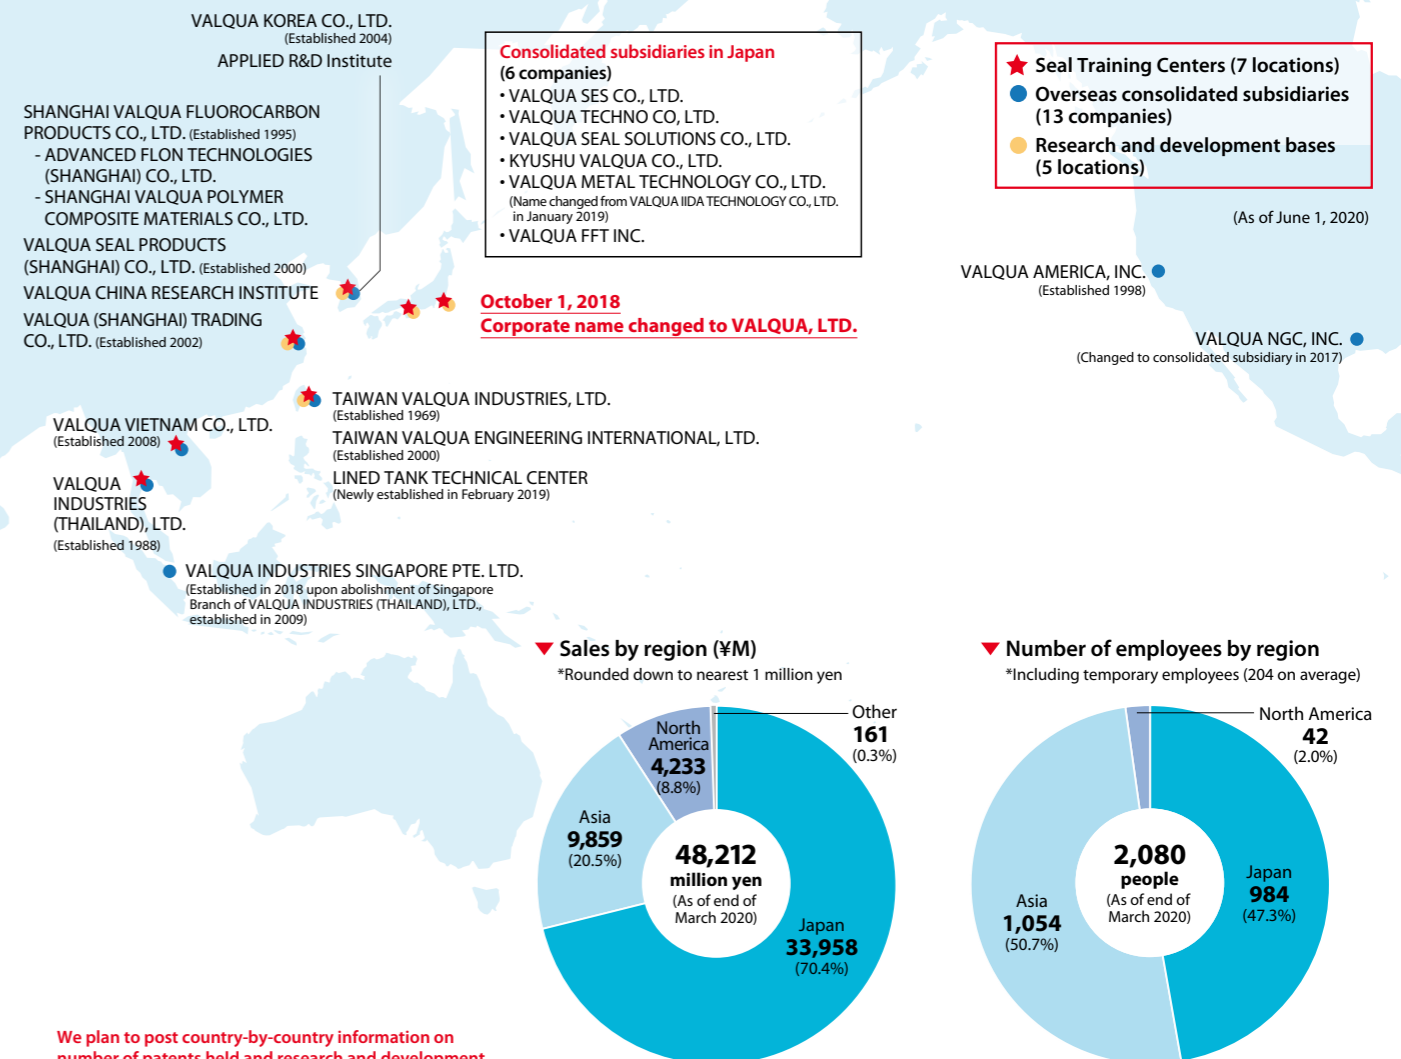 VALQUA KOREA CO., LTD.
(Established 2004)
APPLIED R&D Institute
SHANGHAI VALQUA FLUOROCARBON
PRODUCTS CO., LTD. (Established 1995)
- ADVANCED FLON TECHNOLOGIES
(SHANGHAI) CO., LTD.
- SHANGHAI VALQUA POLYMER
COMPOSITE MATERIALS CO., LTD.
VALQUA SEAL PRODUCTS
(SHANGHAI) CO., LTD. (Established 2000)
VALQUA CHINA RESEARCH INSTITUTE
VALQUA (SHANGHAI) TRADING
CO., LTD. (Established 2002)
Consolidated subsidiaries in Japan
(6 companies)
• VALQUA SES CO., LTD.
• VALQUA TECHNO CO, LTD.
• VALQUA SEAL SOLUTIONS CO., LTD.
• KYUSHU VALQUA CO., LTD.
• VALQUA METAL TECHNOLOGY CO., LTD.
(Name changed from VALQUA IIDA TECHNOLOGY CO., LTD.
in January 2019)
• VALQUA FFT INC.
October 1, 2018
Corporate name changed to VALQUA, LTD.
Seal Training Centers (7 locations)
Overseas consolidated subsidiaries
(13 companies)
Research and development bases
(5 locations)
(As of June 1, 2020)
VALQUA AMERICA, INC.
(Established 1998)
VALQUA NGC, INC.
(Changed to consolidated subsidiary in 2017)
TAIWAN VALQUA INDUSTRIES, LTD.
(Established 1969)
TAIWAN VALQUA ENGINEERING INTERNATIONAL, LTD.
(Established 2000)
LINED TANK TECHNICAL CENTER
(Newly established in February 2019)
VALQUA VIETNAM CO., LTD.
(Established 2008)
VALQUA
INDUSTRIES
(THAILAND), LTD.
(Established 1988)
VALQUA INDUSTRIES SINGAPORE PTE. LTD.
(Established in 2018 upon abolishment of Singapore
Branch of VALQUA INDUSTRIES (THAILAND), LTD.,
established in 2009)
Sales by region (¥M)
*Rounded down to nearest 1 million yen
Other
161
(0.3%)
North
America
4,233
(8.8%)
Asia
9,859
(20.5%)
48,212
million yen
(As of end of
March 2020)
Japan
33,958
(70.4%)
Number of employees by region
*Including temporary employees (204 on average)
North America
42
(2.0%)
2,080
people
(As of end of
March 2020)
Japan
984
(47.3%)
Asia
1,054
(50.7%)
We plan to post country-by-country information on
number of patents held and research and development